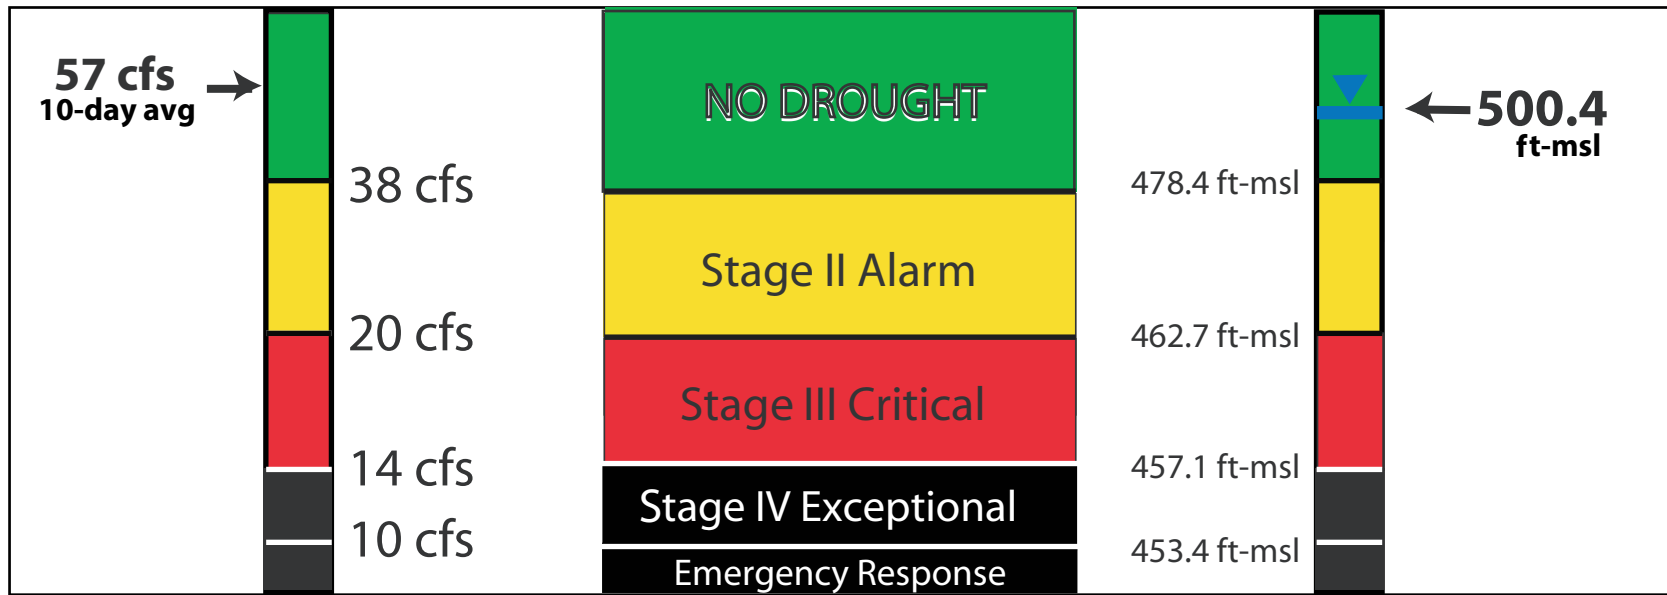 57 cfs
10-day avg
38 cfs
20 cfs
14 cfs
10 cfs
NO DROUGHT
Stage II Alarm
Stage III Critical
Stage IV Exceptional
Emergency Response
478.4 ft-msl
462.7 ft-msl
457.1 ft-msl
453.4 ft-msl
500.4
ft-msl